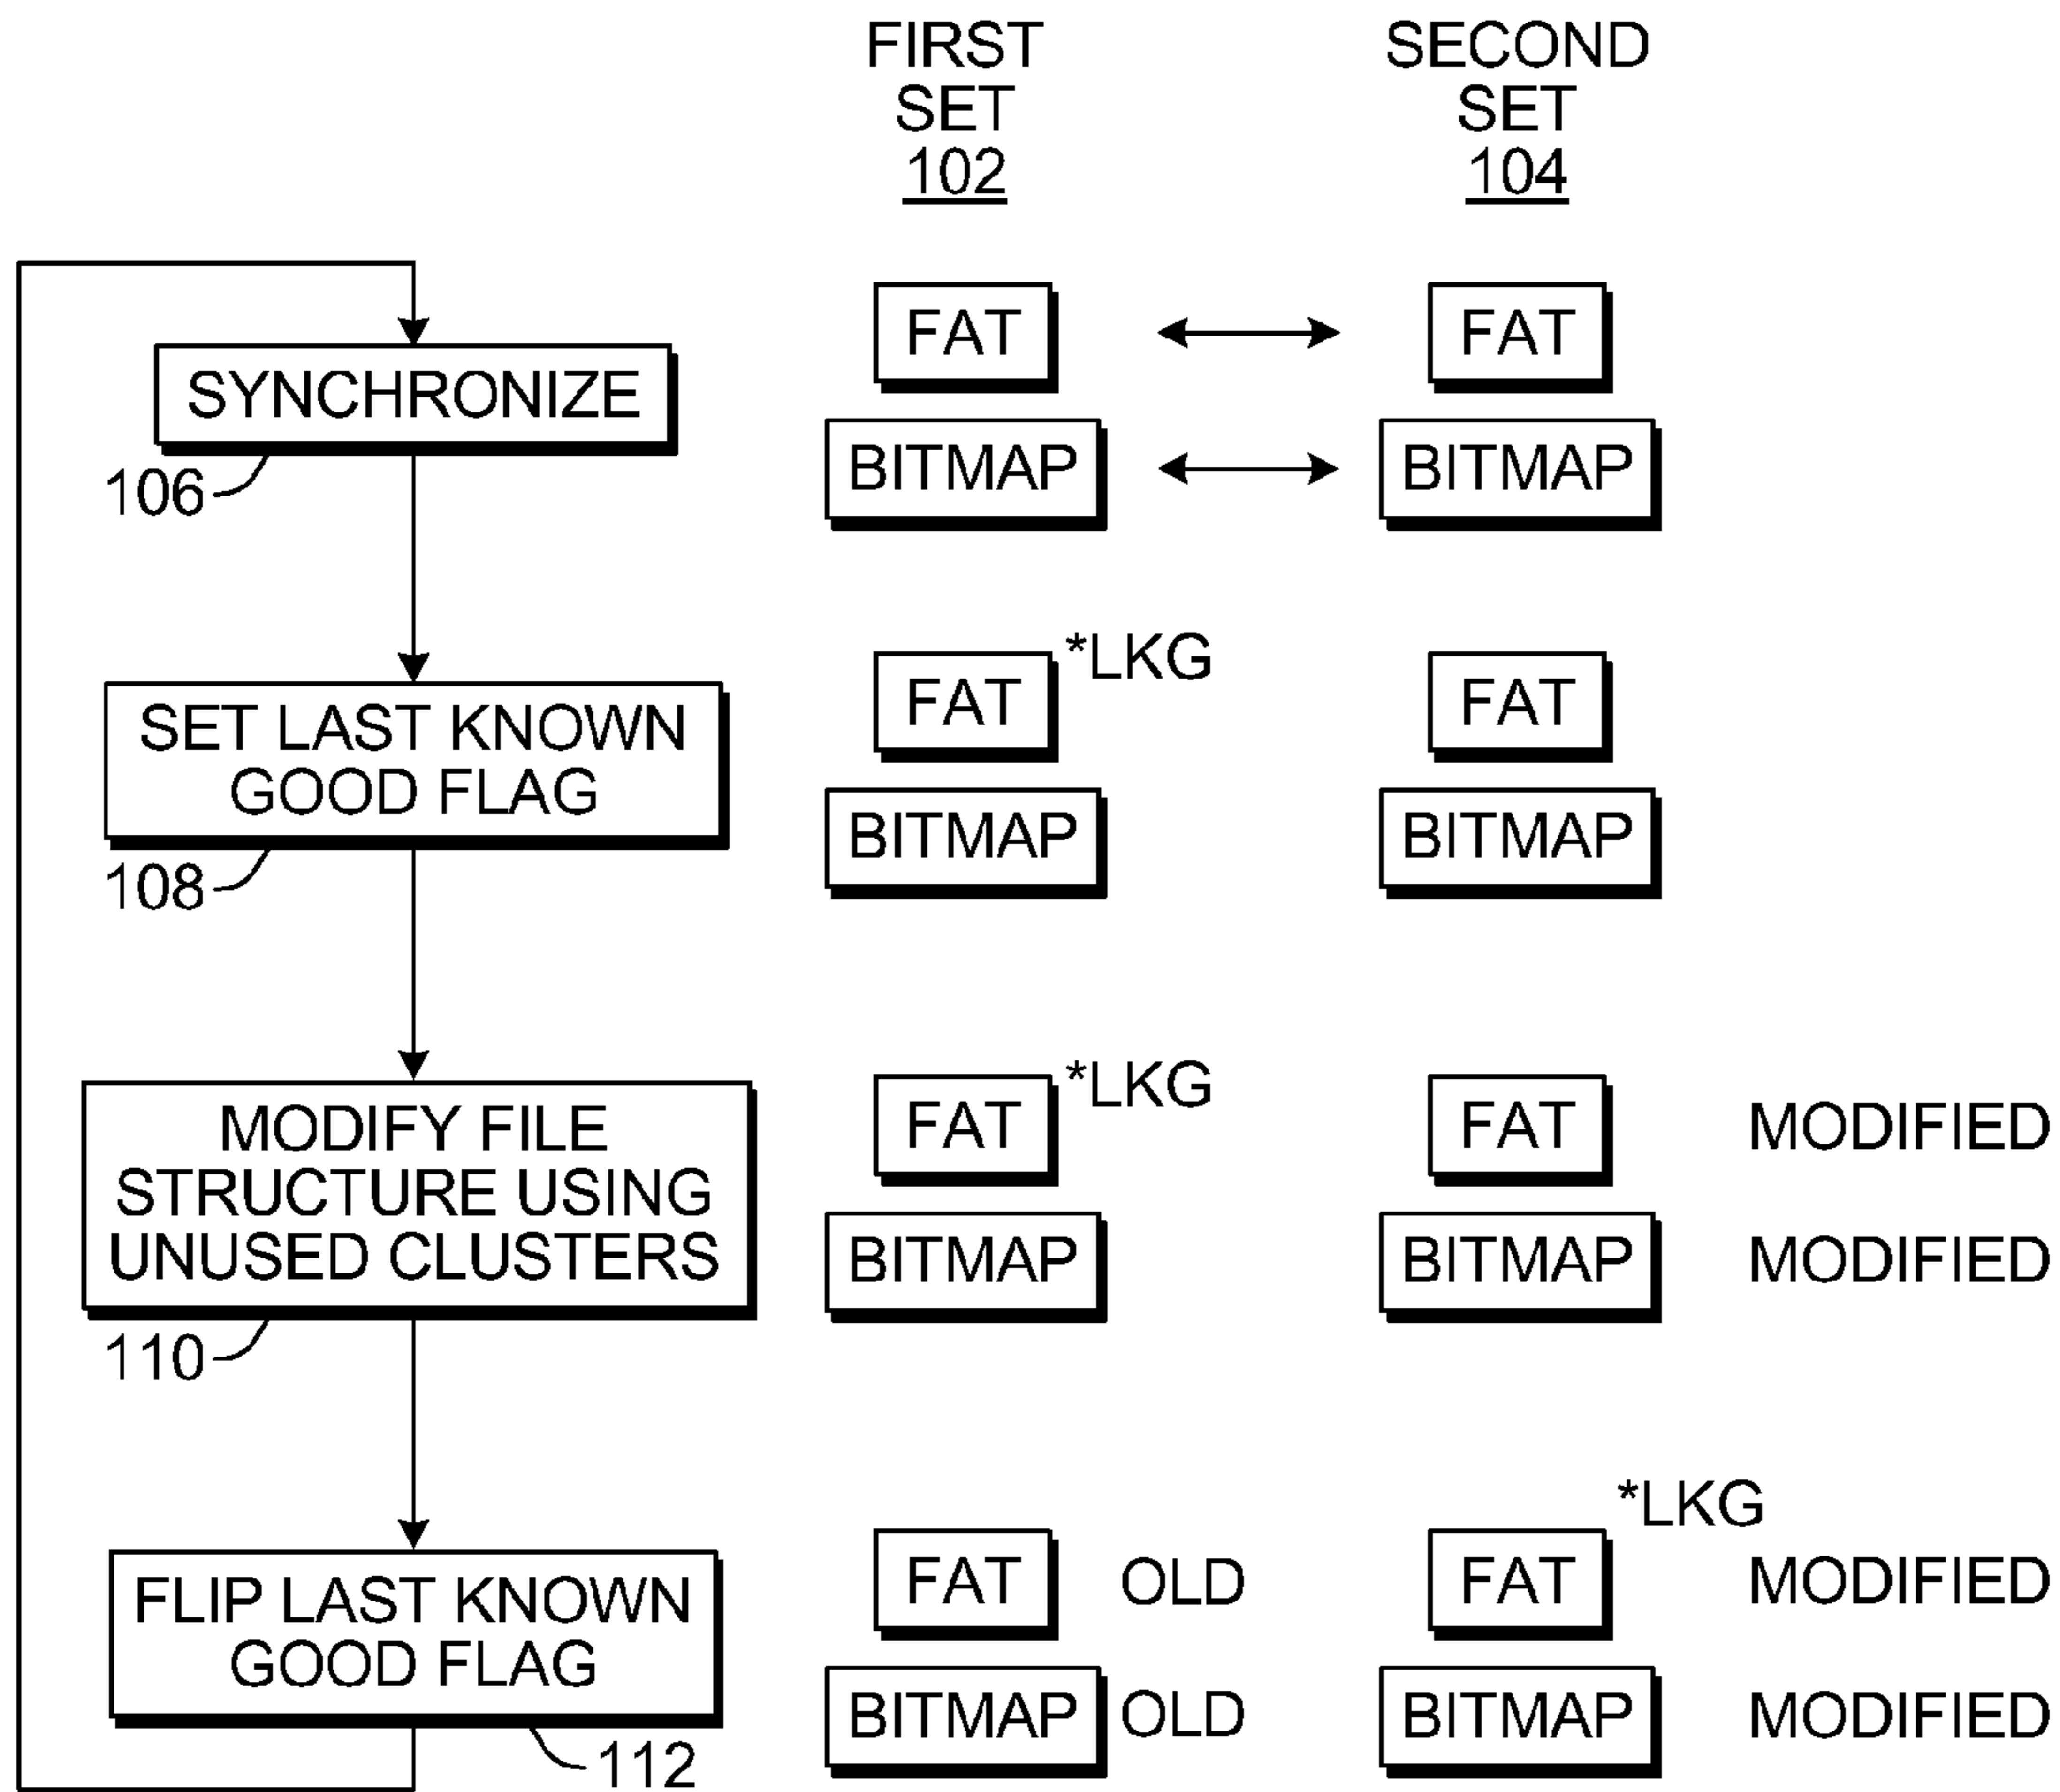 FIRST
SET
102
SECOND
SET
104
SYNCHRONIZE
106
FAT
FAT
BITMAP
BITMAP
SET LAST KNOWN
GOOD FLAG
108
FAT
*LKG
FAT
BITMAP
BITMAP
MODIFY FILE
STRUCTURE USING
UNUSED CLUSTERS
110
FAT
*LKG
FAT
MODIFIED
BITMAP
BITMAP
MODIFIED
FLIP LAST KNOWN
GOOD FLAG
112
FAT
OLD
FAT
*LKG
MODIFIED
BITMAP
OLD
BITMAP
MODIFIED